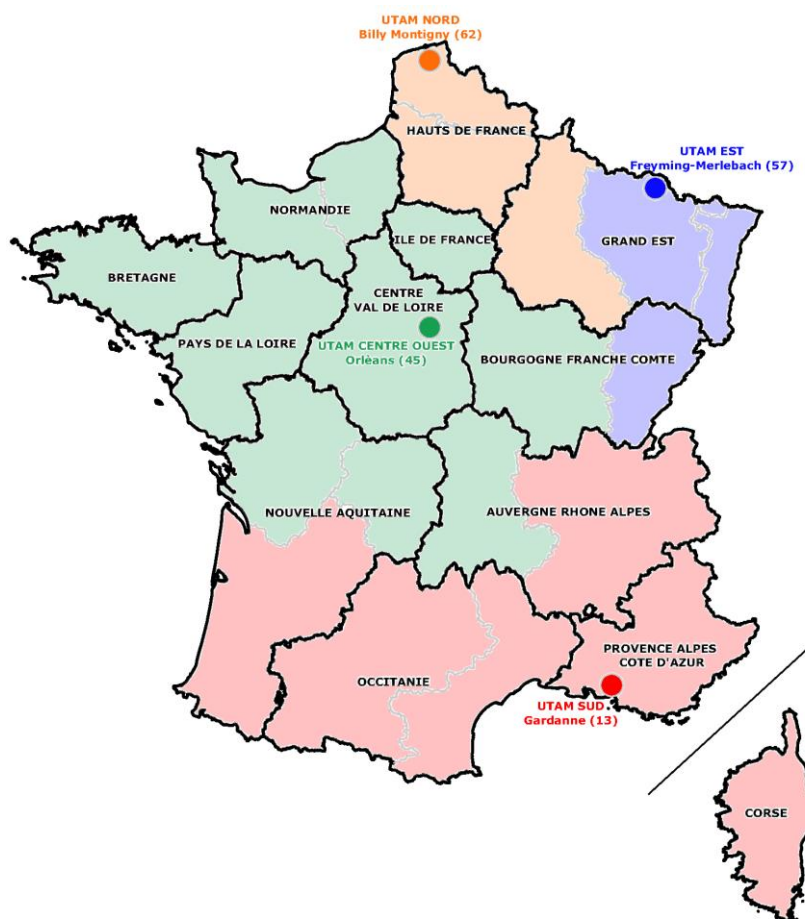 UTAM NORD
Billy Montigny (62)
HAUTS DE FRANCE
UTAM EST
Freyming-Merlebach (57)
NORMANDIE
ILE DE FRANCE
GRAND EST
BRETAGNE
CENTRE
VAL DE LOIRE
PAYS DE LA LOIRE
UTAM CENTRE OUEST
Orlèans (45)
BOURGOGNE FRANCHE COMTE
NOUVELLE AQUITAINE
AUVERGNE RHONE ALPES
PROVENCE ALPES
COTE D'AZUR
OCCITANIE
UTAM SUD
Gardanne (13)
CORSE